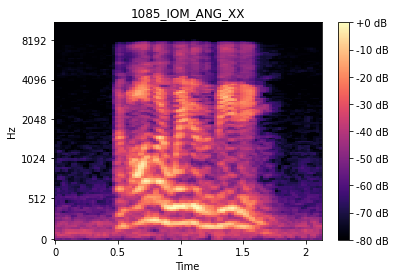 1085_IOM_ANG_XX
+0 dB
8192
-10 dB
4096
-20 dB
-30 dB
2048
Hz
-40 dB
1024
-50 dB
512
-60 dB
-70 dB
0
-80 dB
0 0.5 1 1.5 2
Time